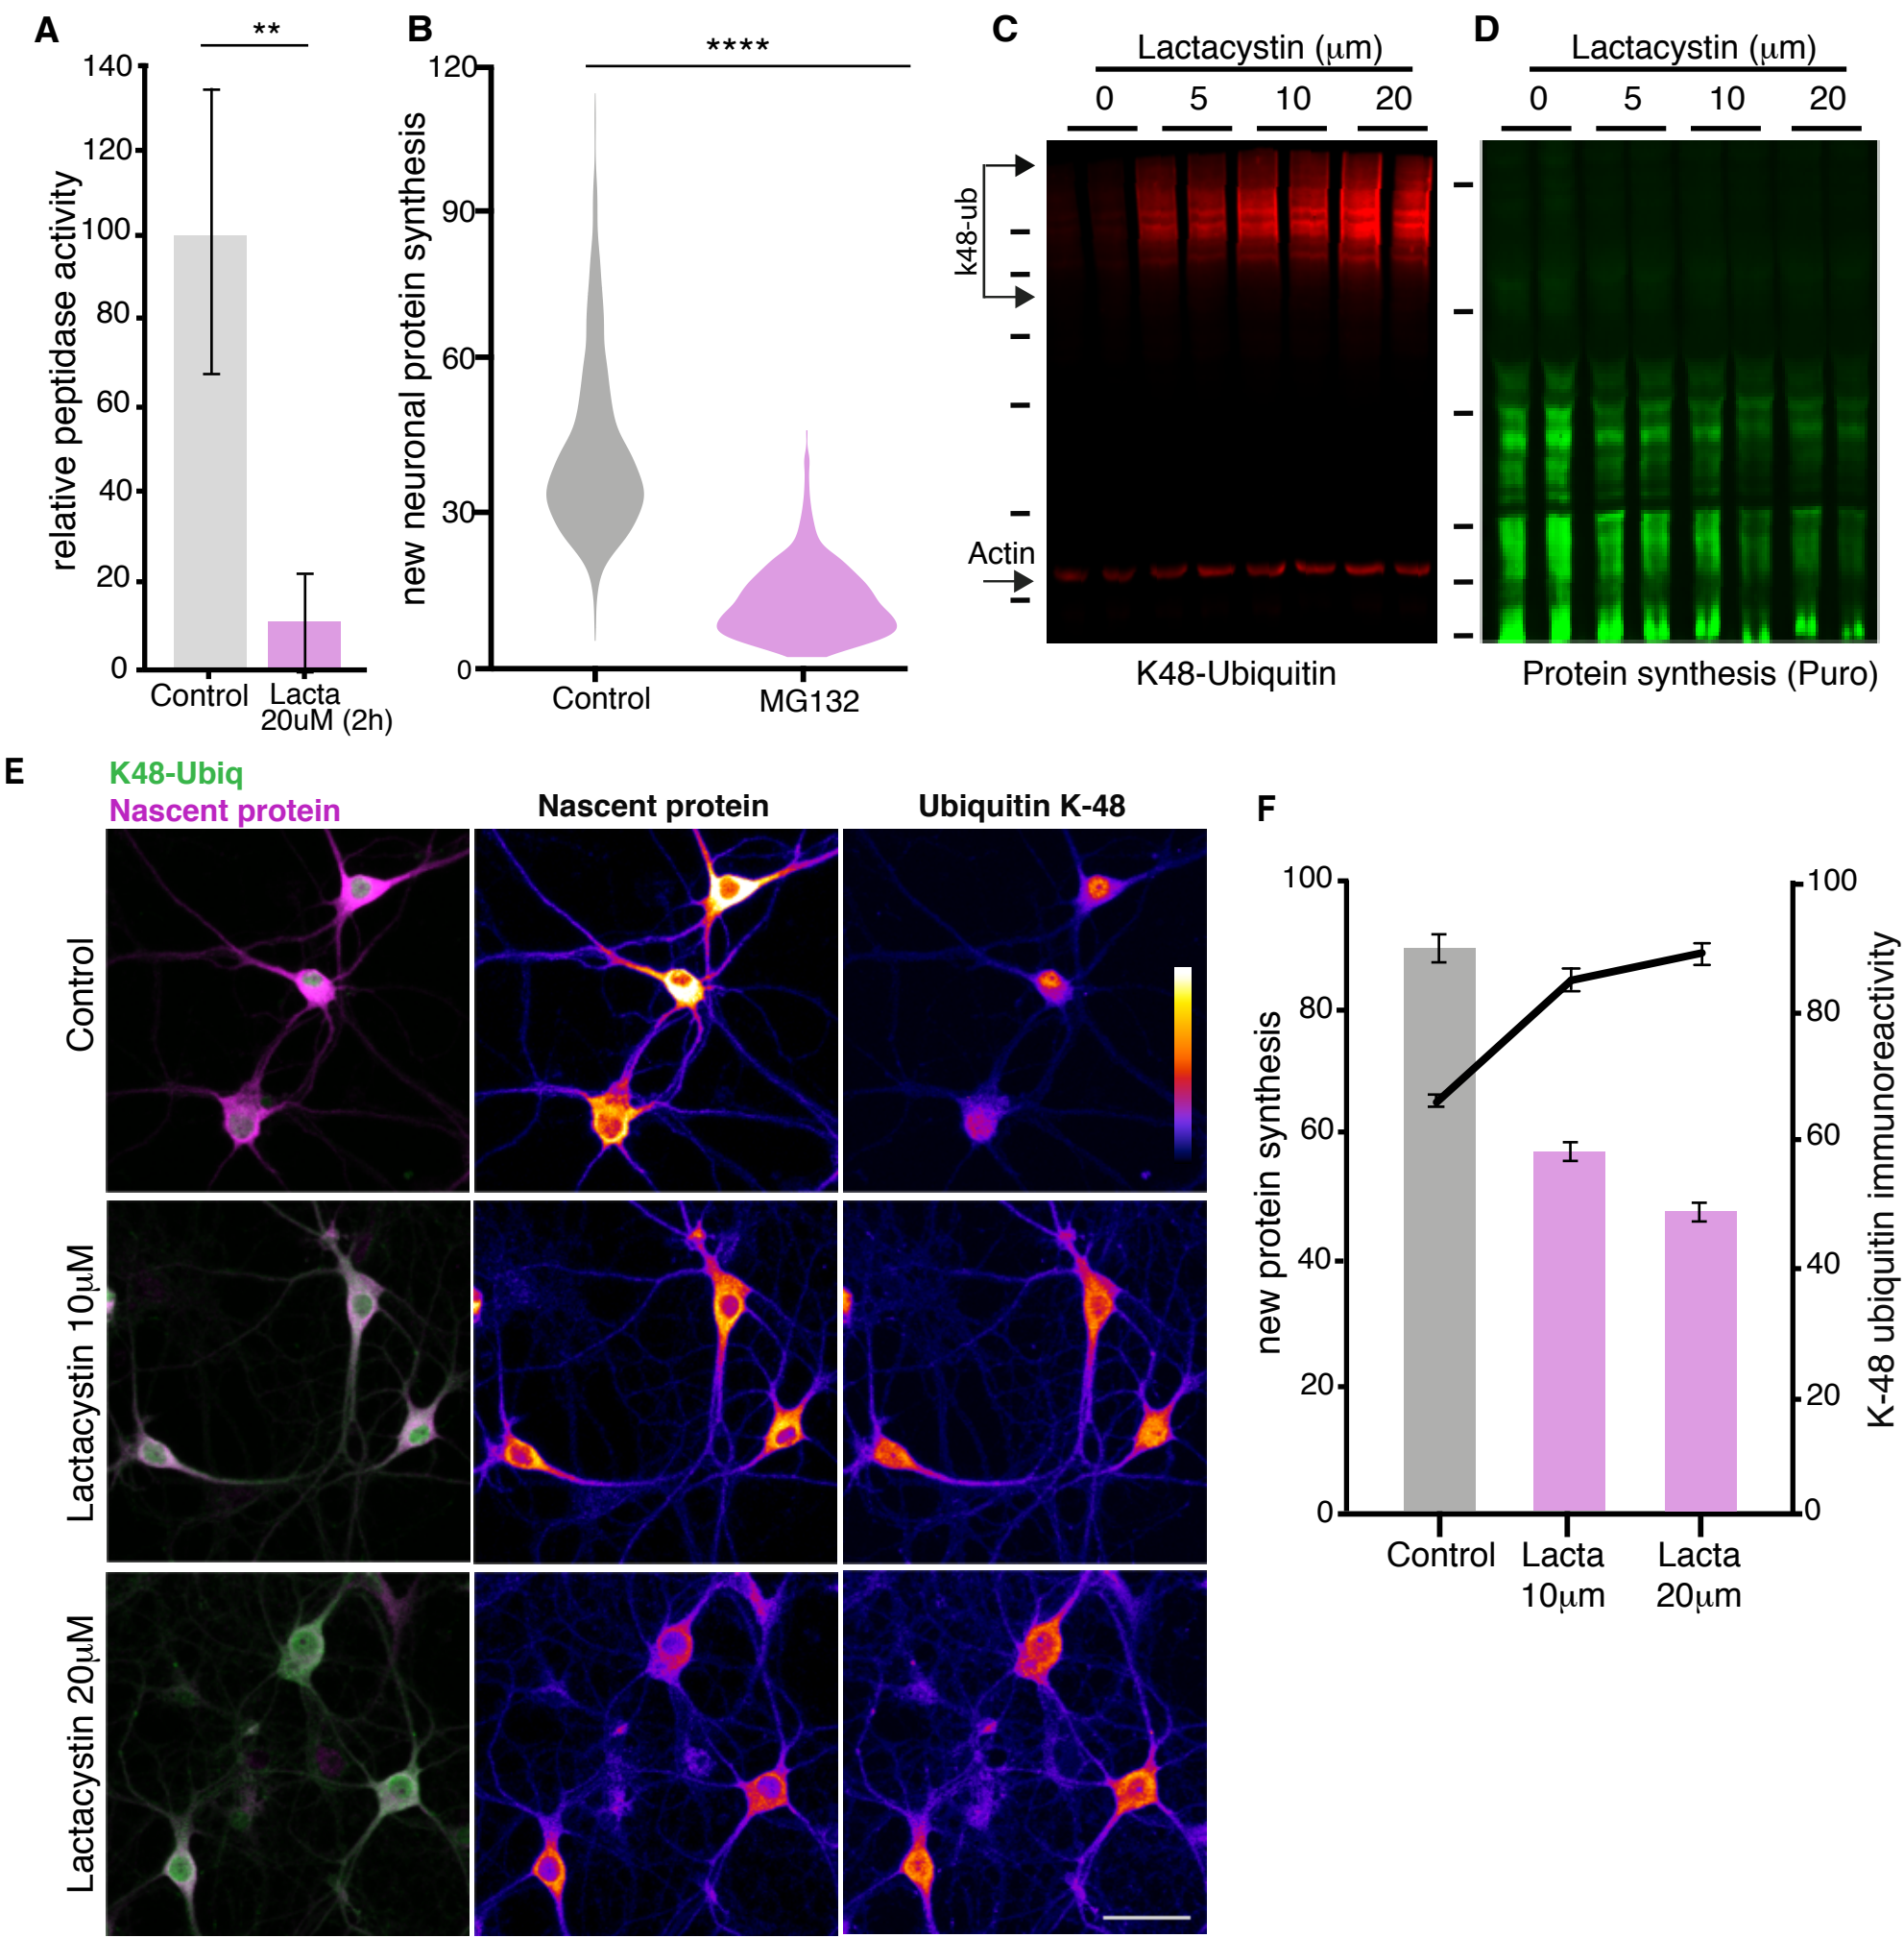 A
**
140
120
100
80
60
40
20
0
relative peptidase activity
Control
Lacta
20uM (2h)
B
****
120
90
60
30
0
new neuronal protein synthesis
Control
MG132
C
Lactacystin (μm)
0 5 10 20
k48-ub
Actin
K48-Ubiquitin
D
Lactacystin (μm)
0 5 10 20
Protein synthesis (Puro)
E
K48-Ubiq
Nascent protein
Nascent protein
Ubiquitin K-48
Control
Lactacystin 10μM
Lactacystin 20μM
F
100
80
60
40
20
0
new protein synthesis
100
80
60
40
20
0
K-48 ubiquitin immunoreactivity
Control
Lacta
10μm
Lacta
20μm